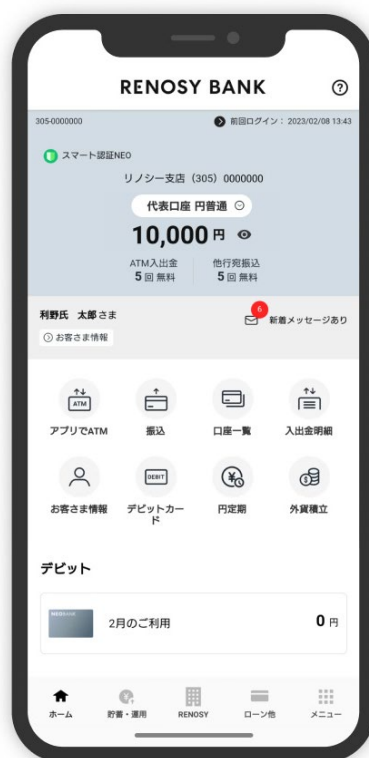 RENOSY BANK ?
305-0000000 前回ログイン： 2023/02/08 13:43
スマート認証NEO
リノシー支店 (305) 0000000
代表口座 円普通
10,000 円
ATM入出金 他行宛振込
5 回 無料 5 回 無料
利野氏 太郎 さま 6 新着メッセージあり
お客さま情報
ATM
アプリでATM 振込 口座一覧 入出金明細
DEBIT ¥ $
お客さま情報 デビットカー 円定期 外貨積立
ド
デビット
NEOBANK 2月のご利用 0 円
ホーム 貯蓄・運用 RENOSY ローン他 メニュー